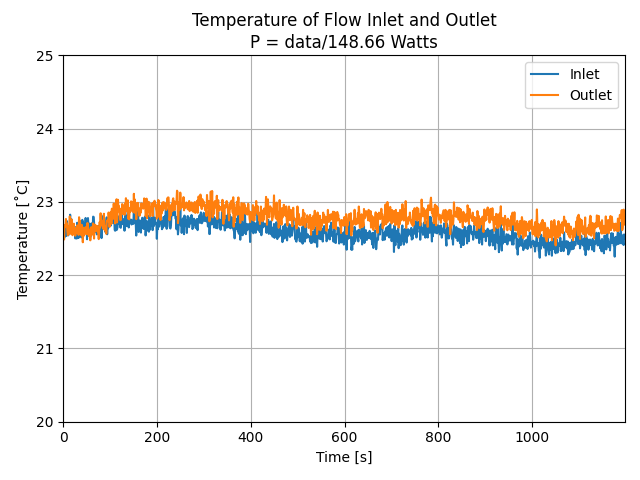 Temperature of Flow Inlet and Outlet
P = data/148.66 Watts
Inlet
Outlet
Temperature [˚C]
25
24
23
22
21
20
0 200 400 600 800 1000
Time [s]